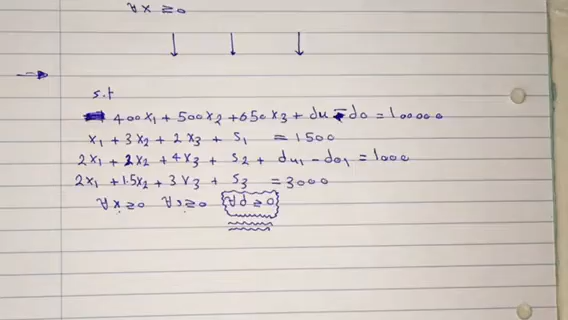 ∀x ≥ 0
s.t
400x₁ + 500x₂ + 650x₃ + du - do = 100000
x₁ + 3x₂ + 2x₃ + s₁ = 1500
2x₁ + 2x₂ + 4x₃ + s₂ + du₁ - do₁ = 1000
2x₁ + 1.5x₂ + 3x₃ + s₃ = 3000
∀x ≥ 0 ∀s ≥ 0 ∀d ≥ 0